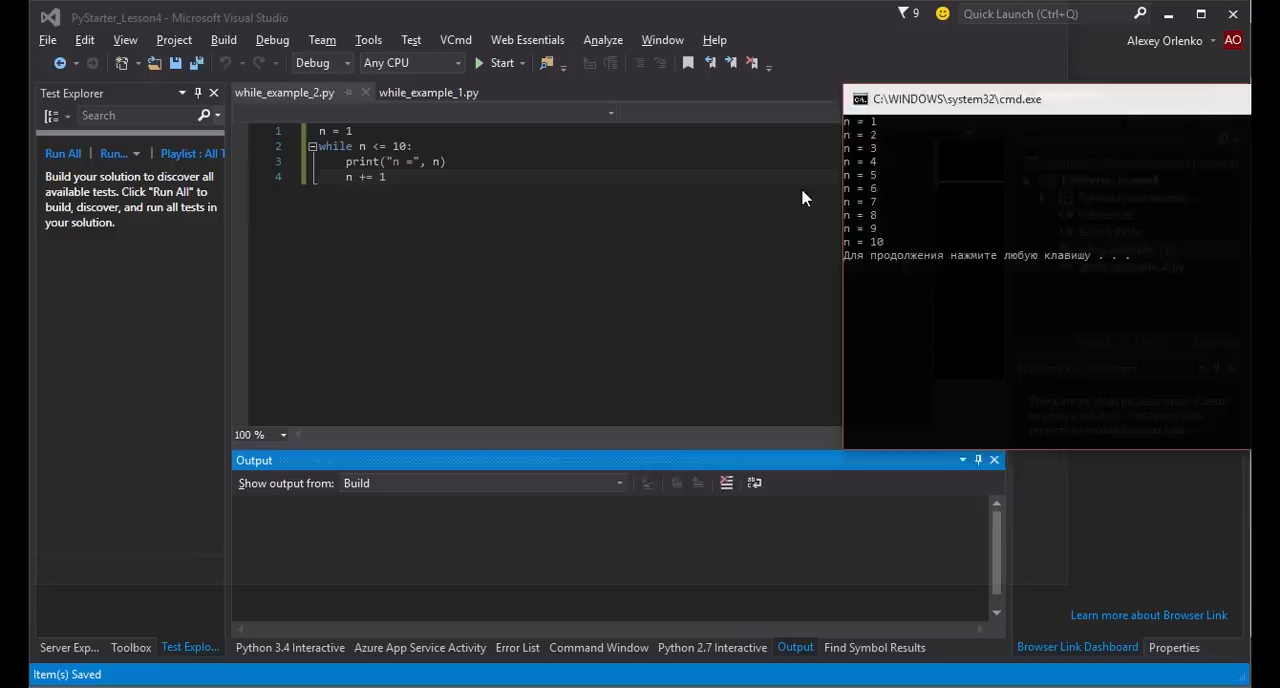 PyStarter_Lesson4 - Microsoft Visual Studio
9
Quick Launch (Ctrl+Q)
File Edit View Project Build Debug Team Tools Test VCmd Web Essentials Analyze Window Help
Alexey Orlenko
AO
Debug Any CPU Start
Test Explorer
Search
Run All | Run... | Playlist : All T
Build your solution to discover all
available tests. Click "Run All" to
build, discover, and run all tests in
your solution.
while_example_2.py while_example_1.py
1 n = 1
2 while n <= 10:
3 print("n =", n)
4 n += 1
100 %
C:\WINDOWS\system32\cmd.exe
n = 1
n = 2
n = 3
n = 4
n = 5
n = 6
n = 7
n = 8
n = 9
n = 10
Для продолжения нажмите любую клавишу . . .
Output
Show output from: Build
Learn more about Browser Link
Server Exp... Toolbox Test Explo...
Python 3.4 Interactive Azure App Service Activity Error List Command Window Python 2.7 Interactive Output Find Symbol Results
Browser Link Dashboard Properties
Item(s) Saved